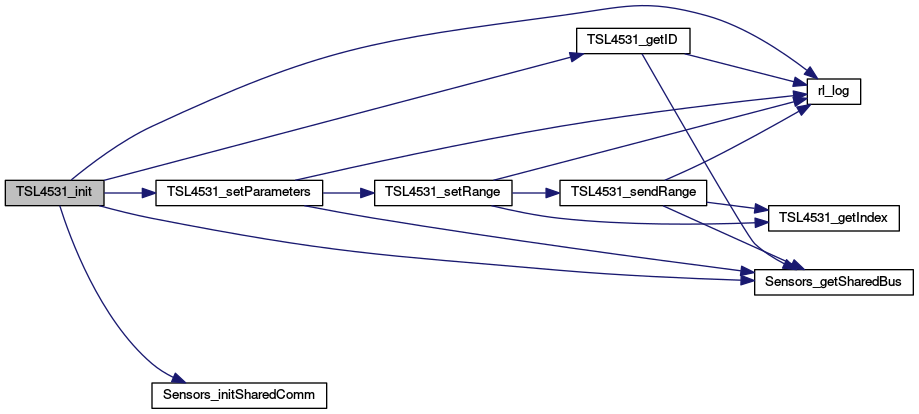 TSL4531_getID
rl_log
TSL4531_init
TSL4531_setParameters
TSL4531_setRange
TSL4531_sendRange
TSL4531_getIndex
Sensors_getSharedBus
Sensors_initSharedComm